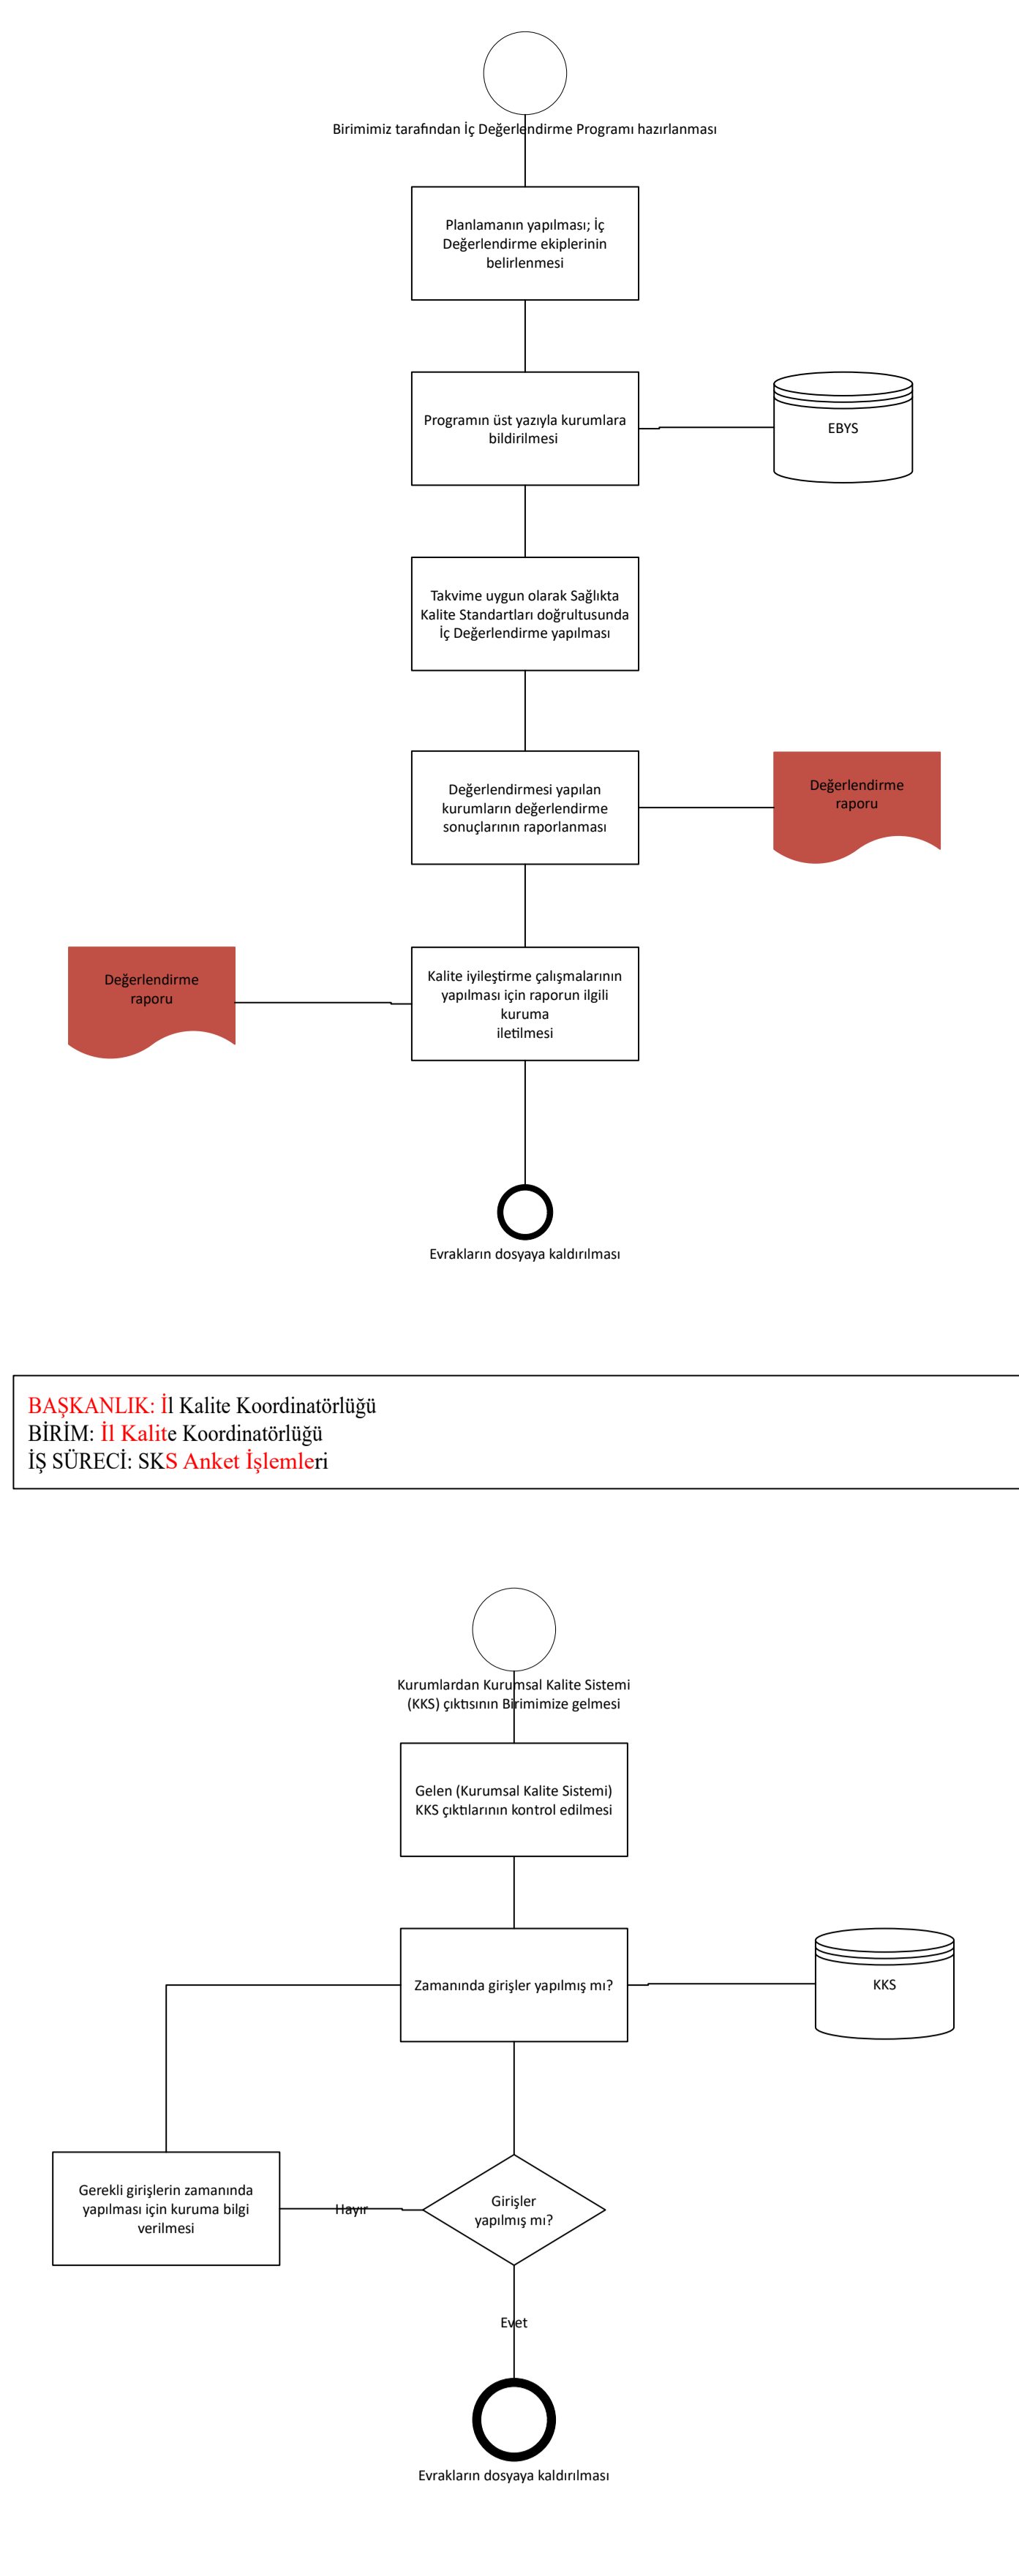 Birimimiz tarafından İç Değerlendirme Programı hazırlanması
Planlamanın yapılması; İç
Değerlendirme ekiplerinin
belirlenmesi
Programın üst yazıyla kurumlara
bildirilmesi
EBYS
Takvime uygun olarak Sağlıkta
Kalite Standartları doğrultusunda
İç Değerlendirme yapılması
Değerlendirmesi yapılan
kurumların değerlendirme
sonuçlarının raporlanması
Değerlendirme
raporu
Değerlendirme
raporu
Kalite iyileştirme çalışmalarının
yapılması için raporun ilgili
kuruma
iletilmesi
Evrakların dosyaya kaldırılması
BAŞKANLIK: İl Kalite Koordinatörlüğü
BİRİM: İl Kalite Koordinatörlüğü
İŞ SÜRECİ: SKS Anket İşlemleri
Kurumlardan Kurumsal Kalite Sistemi
(KKS) çıktısının Birimimize gelmesi
Gelen (Kurumsal Kalite Sistemi)
KKS çıktılarının kontrol edilmesi
Zamanında girişler yapılmış mı?
KKS
Gerekli girişlerin zamanında
yapılması için kuruma bilgi
verilmesi
Hayır
Girişler
yapılmış mı?
Evet
Evrakların dosyaya kaldırılması